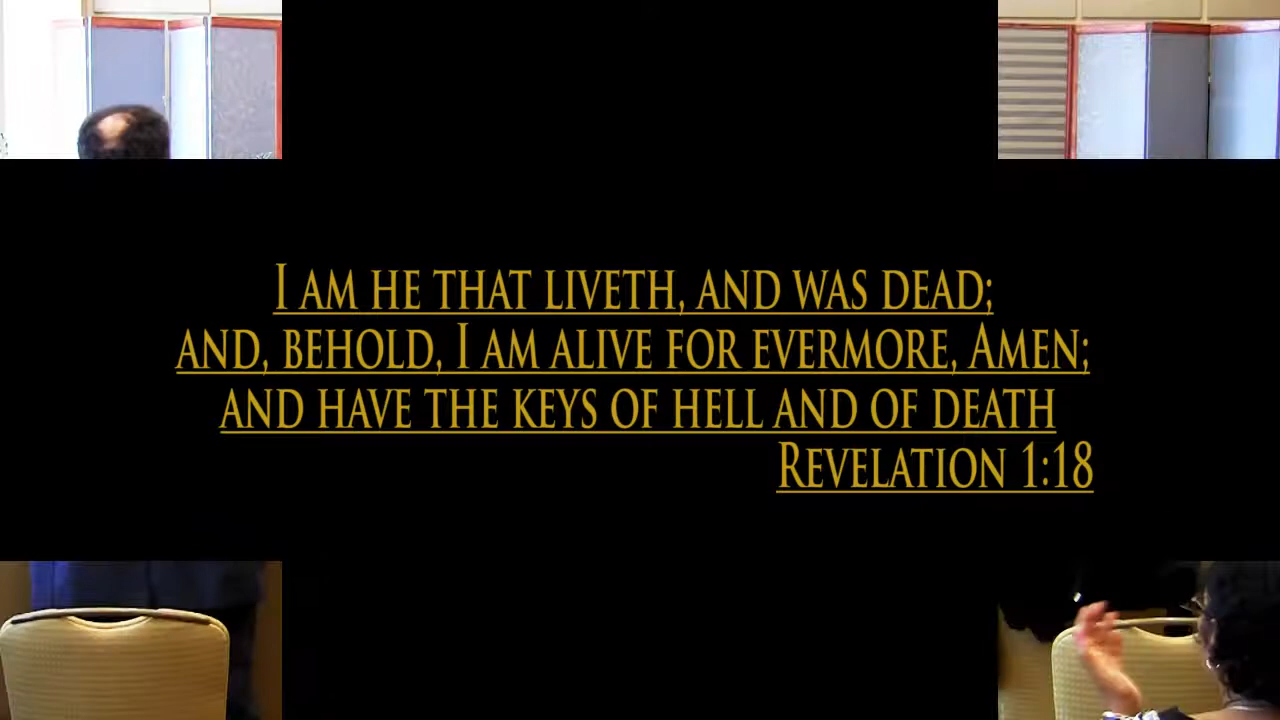 I AM HE THAT LIVETH, AND WAS DEAD;
AND, BEHOLD, I AM ALIVE FOR EVERMORE, AMEN;
AND HAVE THE KEYS OF HELL AND OF DEATH
REVELATION 1:18